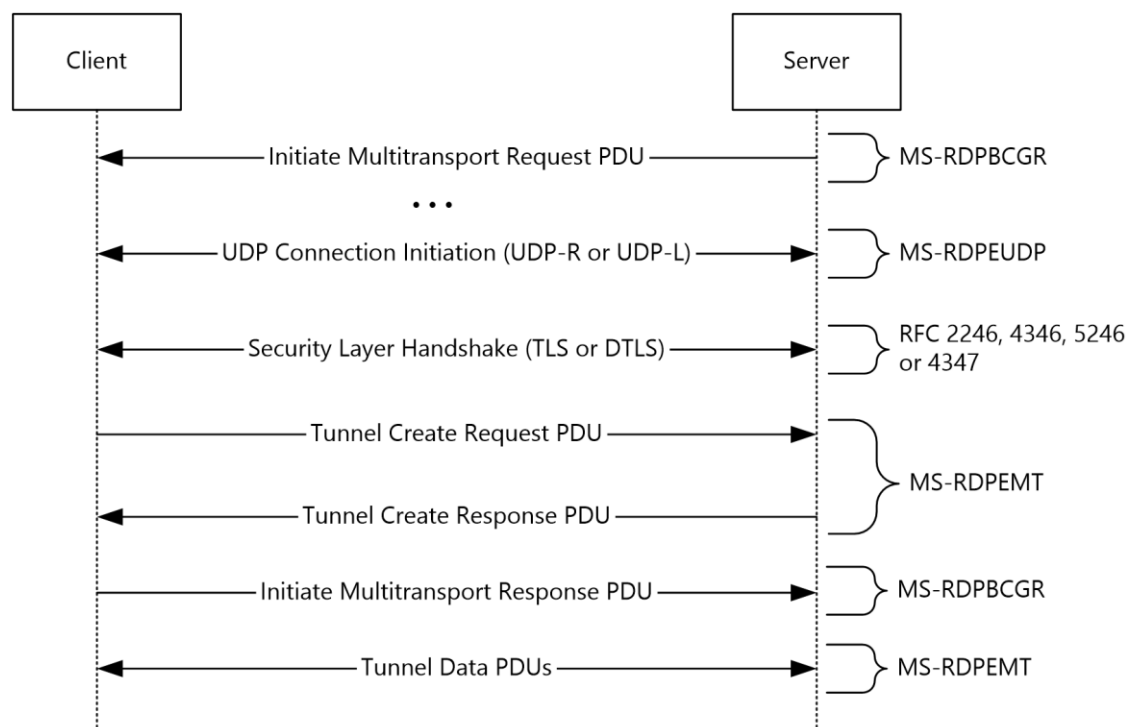 Client
Server
Initiate Multitransport Request PDU
MS-RDPBCGR
...
UDP Connection Initiation (UDP-R or UDP-L)
MS-RDPEUDP
Security Layer Handshake (TLS or DTLS)
RFC 2246, 4346, 5246
or 4347
Tunnel Create Request PDU
MS-RDPEMT
Tunnel Create Response PDU
Initiate Multitransport Response PDU
MS-RDPBCGR
Tunnel Data PDUs
MS-RDPEMT